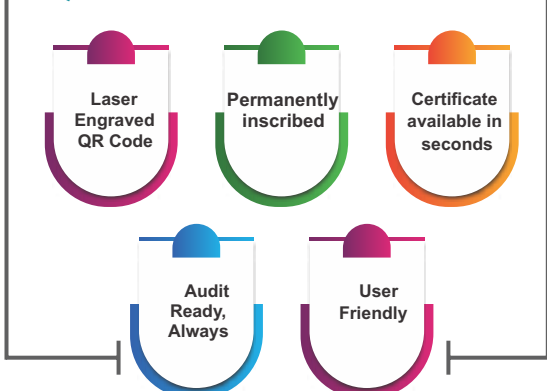 Laser
Engraved
QR Code
Permanently
inscribed
Certificate
available in
seconds
Audit
Ready,
Always
User
Friendly